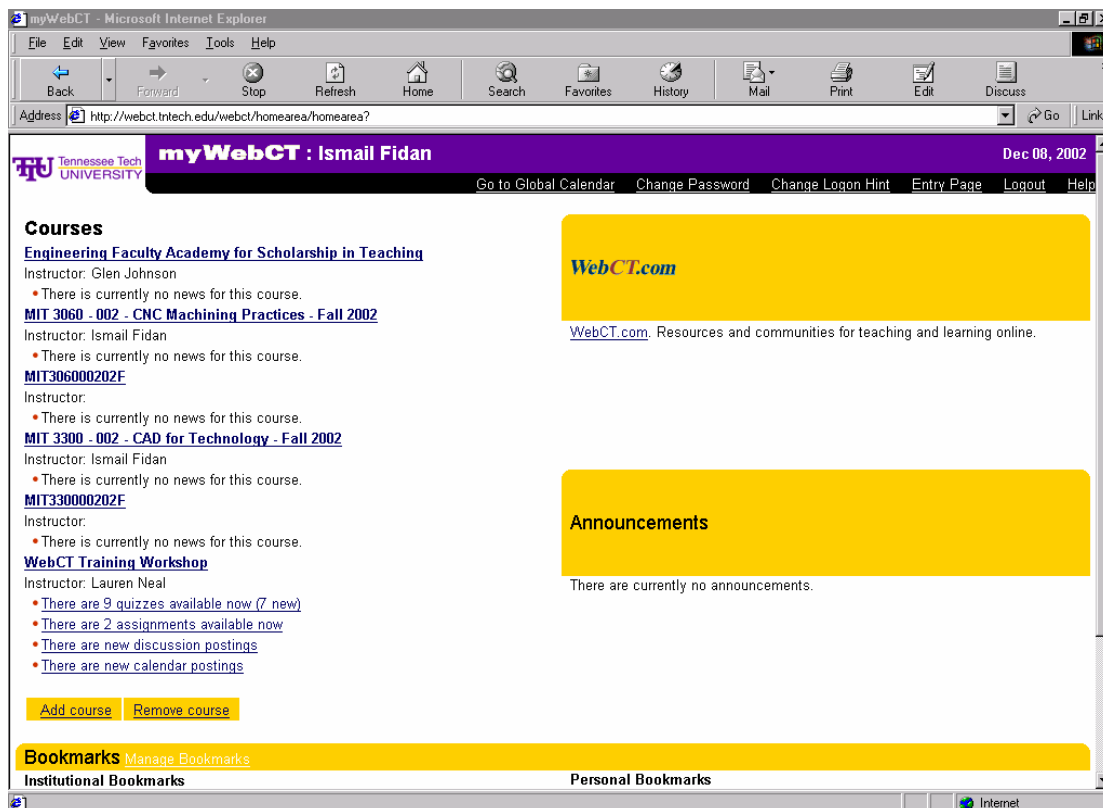 myWebCT - Microsoft Internet Explorer
File Edit View Favorites Tools Help
Back Forward Stop Refresh Home Search Favorites History Mail Print Edit Discuss
Address http://webct.tntech.edu/webct/homearea/homearea? Go Link
TTU Tennessee Tech
UNIVERSITY
myWebCT : Ismail Fidan Dec 08, 2002
Go to Global Calendar Change Password Change Logon Hint Entry Page Logout Help
Courses
Engineering Faculty Academy for Scholarship in Teaching
Instructor: Glen Johnson
• There is currently no news for this course.
MIT 3060 - 002 - CNC Machining Practices - Fall 2002
Instructor: Ismail Fidan
• There is currently no news for this course.
MIT306000202F
Instructor:
• There is currently no news for this course.
MIT 3300 - 002 - CAD for Technology - Fall 2002
Instructor: Ismail Fidan
• There is currently no news for this course.
MIT330000202F
Instructor:
• There is currently no news for this course.
WebCT Training Workshop
Instructor: Lauren Neal
• There are 9 quizzes available now (7 new)
• There are 2 assignments available now
• There are new discussion postings
• There are new calendar postings
Add course Remove course
WebCT.com
WebCT.com. Resources and communities for teaching and learning online.
Announcements
There are currently no announcements.
Bookmarks Manage Bookmarks
Institutional Bookmarks Personal Bookmarks
Internet